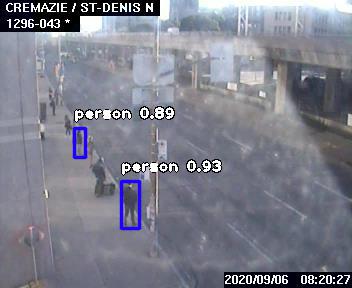 CREMAZIE / ST-DENIS N
1296-043 *
person 0.89
person 0.93
2020/09/06 08:20:27